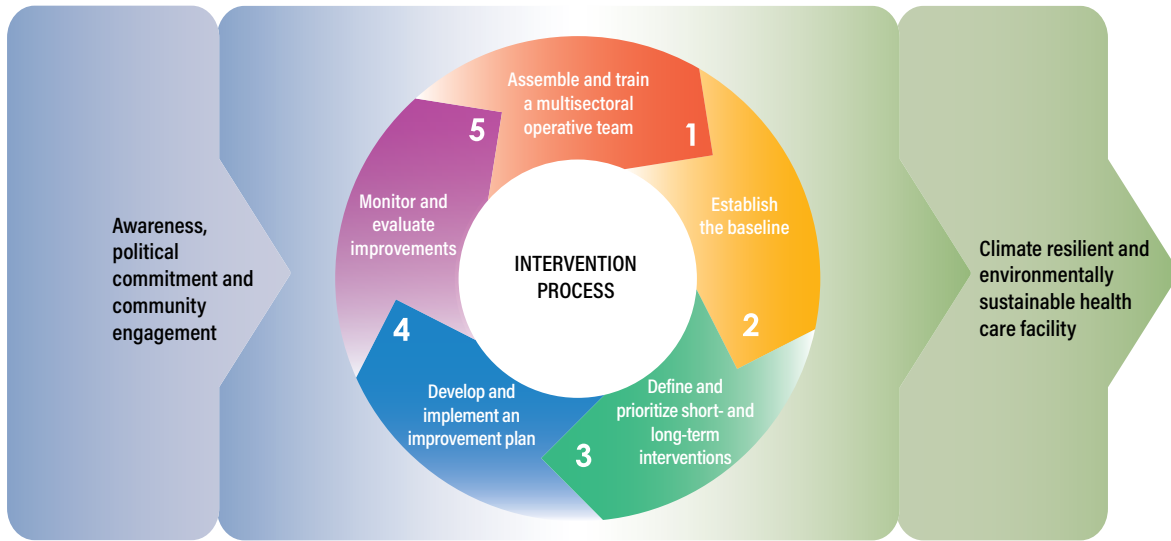 Awareness,
political
commitment and
community
engagement
INTERVENTION
PROCESS
Assemble and train
a multisectoral
operative team
1
Establish
the baseline
2
Define and
prioritize short- and
long-term
interventions
3
Develop and
implement an
improvement plan
4
Monitor and
evaluate
improvements
5
Climate resilient and
environmentally
sustainable health
care facility